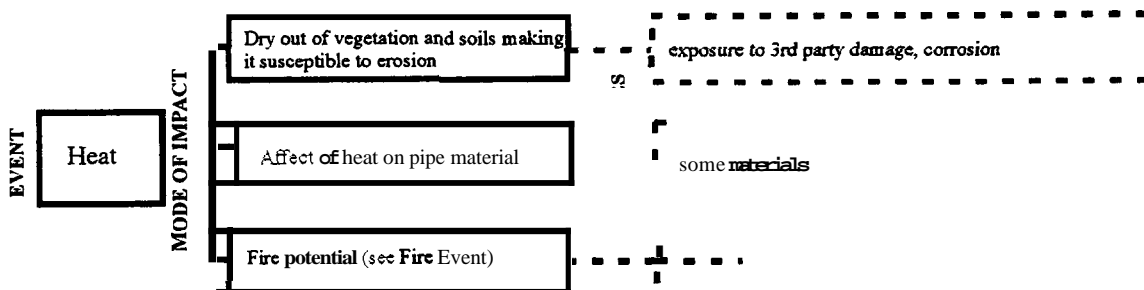 EVENT
Heat
MODE OF IMPACT
Dry out of vegetation and soils making
it susceptible to erosion
exposure to 3rd party damage, corrosion
Affect of heat on pipe material
some materials
Fire potential (see Fire Event)